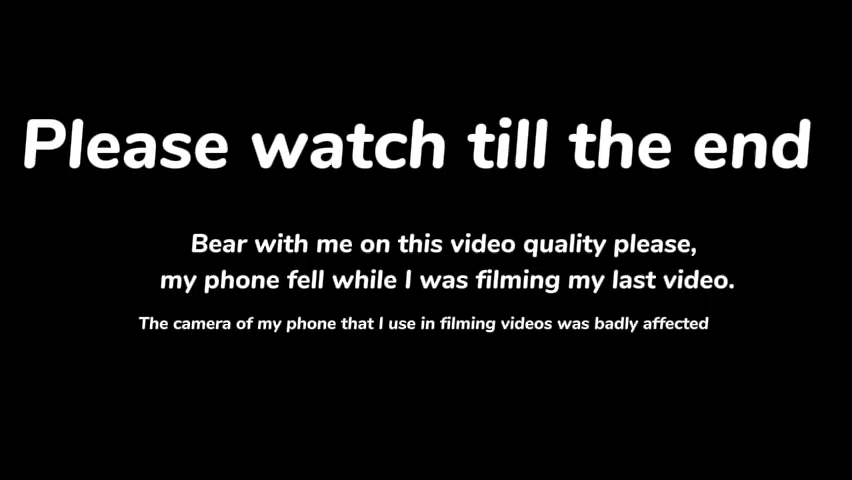 Please watch till the end
Bear with me on this video quality please,
my phone fell while I was filming my last video.
The camera of my phone that I use in filming videos was badly affected